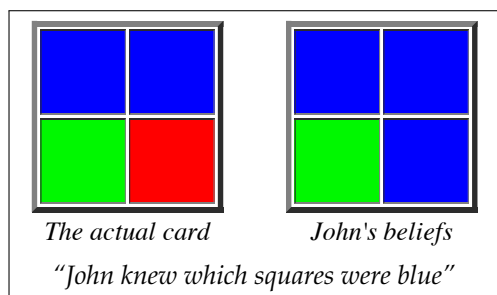 The actual card
John's beliefs
“John knew which squares were blue”